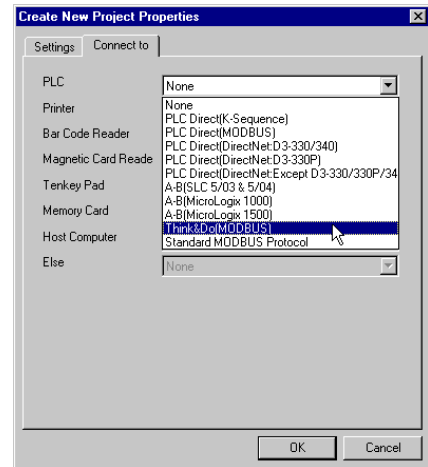 Create New Project Properties
Settings
Connect to
PLC
None
Printer
None
PLC Direct(K-Sequence)
Bar Code Reader
PLC Direct(MODBUS)
PLC Direct(DirectNet:D3-330/340)
Magnetic Card Reade
PLC Direct(DirectNet:D3-330P)
PLC Direct(DirectNet:Except D3-330/330P/34
Tenkey Pad
A-B(SLC 5/03 & 5/04)
A-B(MicroLogix 1000)
Memory Card
A-B(MicroLogix 1500)
Think&Do(MODBUS)
Host Computer
Standard MODBUS Protocol
Else
None
OK
Cancel